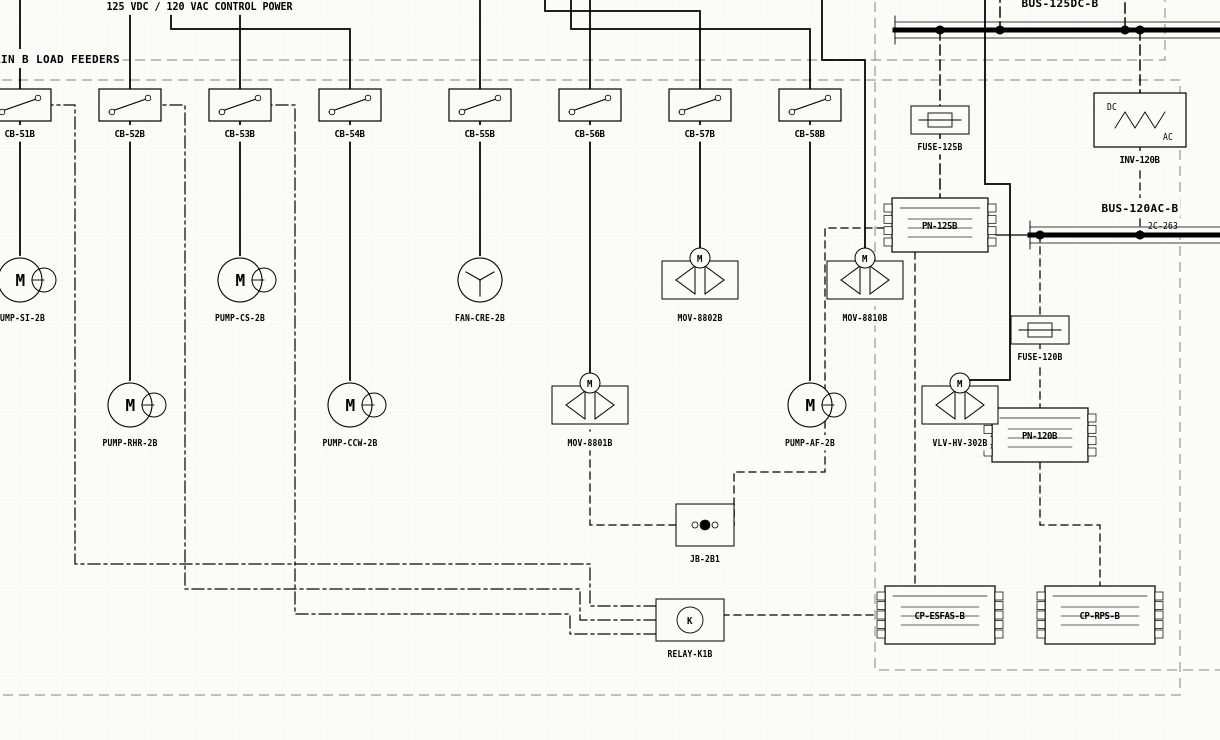 BUS-125DC-B
125 VDC / 120 VAC CONTROL POWER
IN B LOAD FEEDERS
CB-51B
CB-52B
CB-53B
CB-54B
CB-55B
CB-56B
CB-57B
CB-58B
FUSE-125B
DC
AC
INV-120B
BUS-120AC-B
2C-263
PN-125B
M
UMP-SI-2B
M
PUMP-CS-2B
FAN-CRE-2B
M
MOV-8802B
M
MOV-8810B
FUSE-120B
M
PUMP-RHR-2B
M
PUMP-CCW-2B
M
MOV-8801B
M
PUMP-AF-2B
M
VLV-HV-302B
PN-120B
JB-2B1
K
RELAY-K1B
CP-ESFAS-B
CP-RPS-B